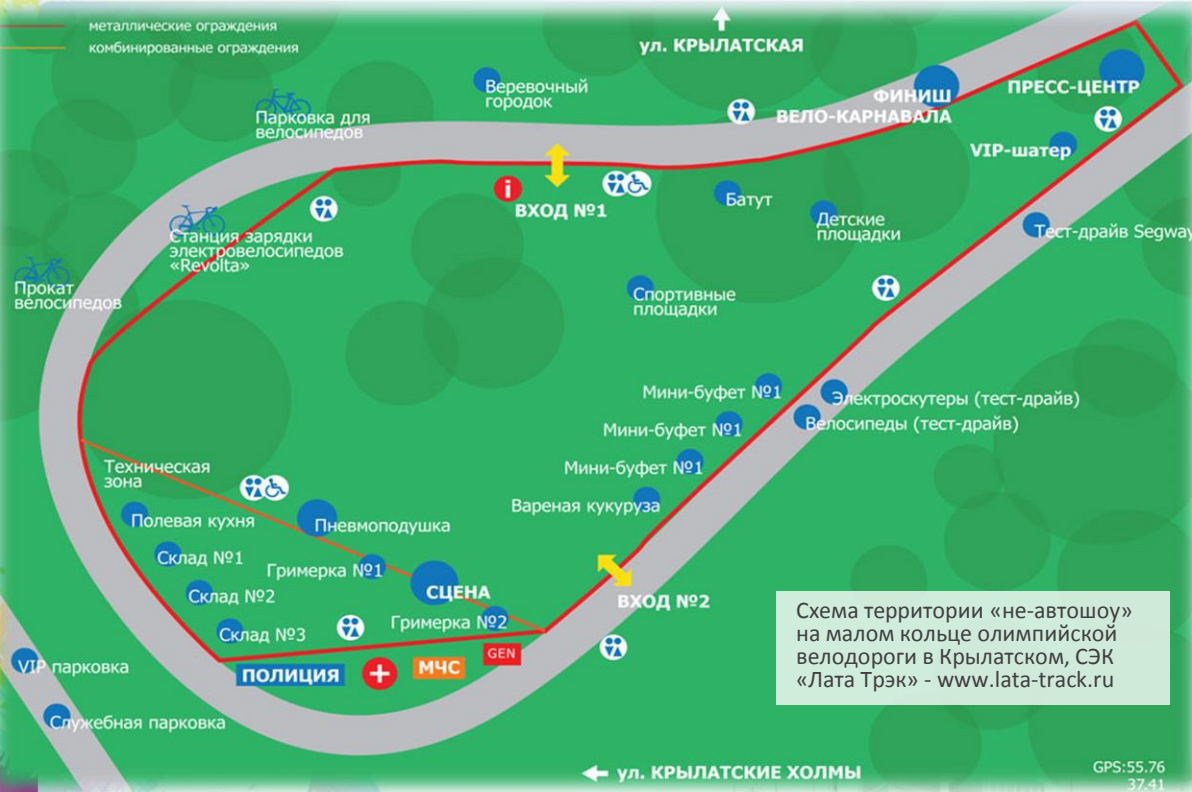 металлические ограждения
комбинированные ограждения
ул. КРЫЛАТСКАЯ
Веревочный
городок
Парковка для
велосипедов
ФИНИШ
ВЕЛО-КАРНАВАЛА
ПРЕСС-ЦЕНТР
VIP-шатер
i
ВХОД №1
Батут
Детские
площадки
Тест-драйв Segway
Станция зарядки
электровелосипедов
«Revolta»
Прокат
велосипедов
Спортивные
площадки
Мини-буфет №1
Электроскутеры (тест-драйв)
Мини-буфет №1
Велосипеды (тест-драйв)
Мини-буфет №1
Вареная кукуруза
Техническая
зона
Полевая кухня
Пневмоподушка
Склад №1
Гримерка №1
СЦЕНА
Склад №2
ВХОД №2
Гримерка №2
Склад №3
GEN
ПОЛИЦИЯ
МЧС
VIP парковка
Служебная парковка
Схема территории «не-автошоу»
на малом кольце олимпийской
велодороги в Крылатском, СЭК
«Лата Трэк» - www.lata-track.ru
ул. КРЫЛАТСКИЕ ХОЛМЫ
GPS:55.76
37.41